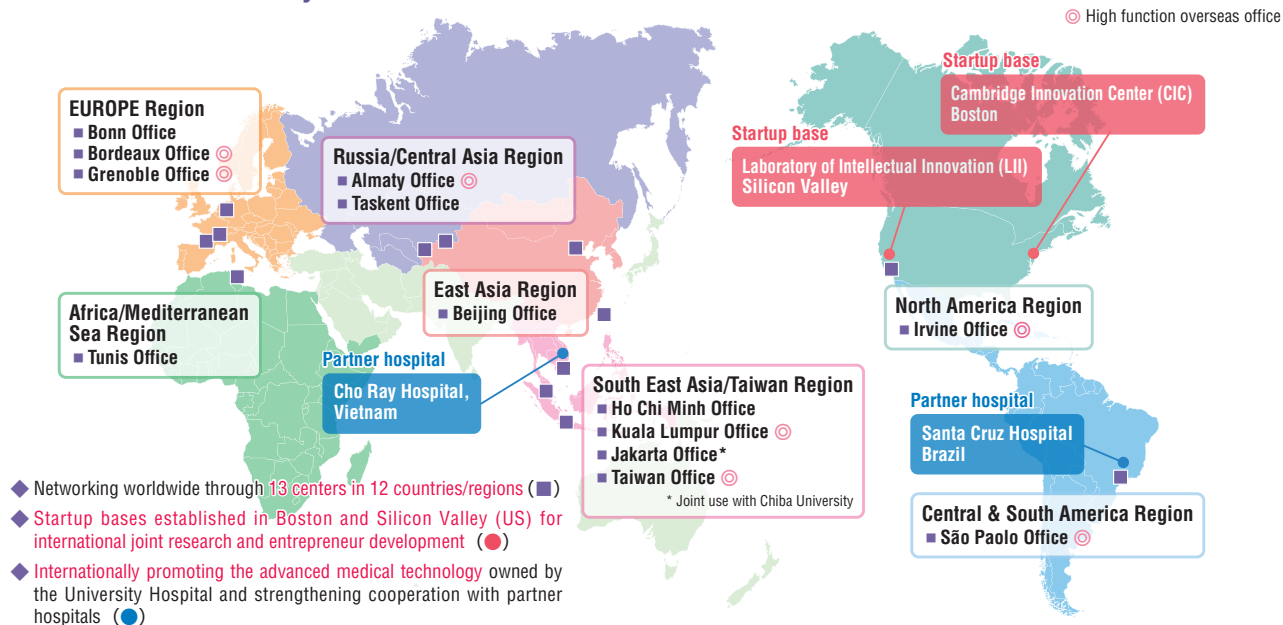 ◎ High function overseas office
EUROPE Region
■ Bonn Office
■ Bordeaux Office ◎
■ Grenoble Office ◎
Russia/Central Asia Region
■ Almaty Office ◎
■ Taskent Office
East Asia Region
■ Beijing Office
Africa/Mediterranean
Sea Region
■ Tunis Office
Partner hospital
Cho Ray Hospital,
Vietnam
South East Asia/Taiwan Region
■ Ho Chi Minh Office
■ Kuala Lumpur Office ◎
■ Jakarta Office*
■ Taiwan Office ◎
* Joint use with Chiba University
Startup base
Cambridge Innovation Center (CIC)
Boston
Startup base
Laboratory of Intellectual Innovation (LII)
Silicon Valley
North America Region
■ Irvine Office ◎
Partner hospital
Santa Cruz Hospital
Brazil
Central & South America Region
■ São Paolo Office ◎
◆ Networking worldwide through 13 centers in 12 countries/regions (■)
◆ Startup bases established in Boston and Silicon Valley (US) for
international joint research and entrepreneur development (●)
◆ Internationally promoting the advanced medical technology owned by
the University Hospital and strengthening cooperation with partner
hospitals (●)